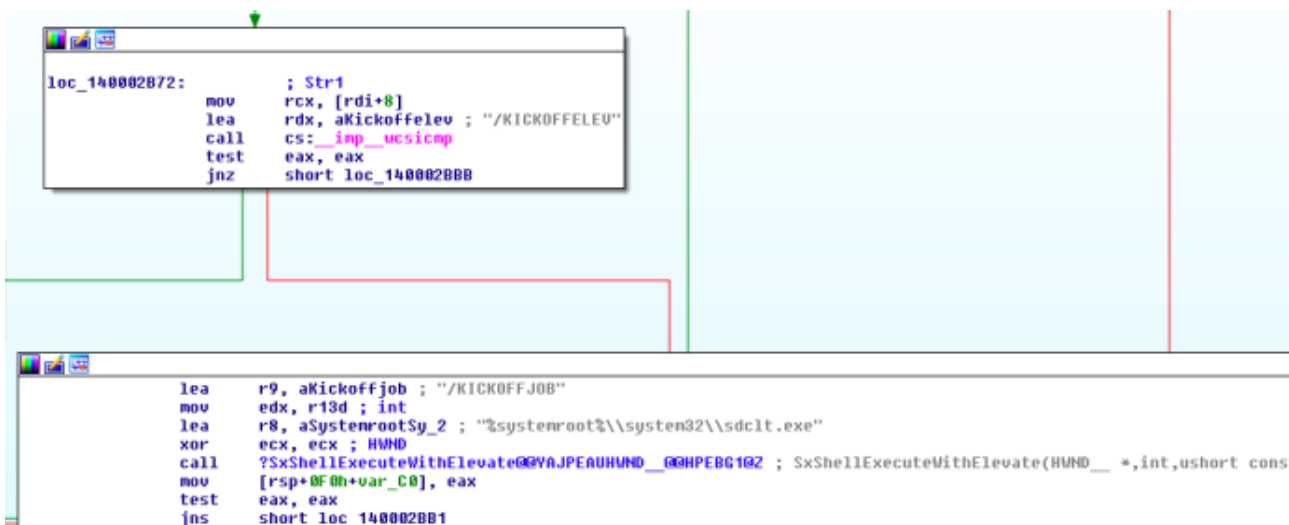 loc_140002B72: ; Str1
mov rcx, [rdi+8]
lea rdx, aKickoffelev ; "/KICKOFFELEV"
call cs:__imp__wcsicmp
test eax, eax
jnz short loc_140002BBB
lea r9, aKickoffjob ; "/KICKOFFJOB"
mov edx, r13d ; int
lea r8, aSystemrootSy_2 ; "%systemroot%\\system32\\sdclt.exe"
xor ecx, ecx ; HWND
call ?SxShellExecuteWithElevate@@YAJPEAUHWND__@@HPEBG1@Z ; SxShellExecuteWithElevate(HWND__ *,int,ushort cons
mov [rsp+0F0h+var_C0], eax
test eax, eax
jns short loc_140002BB1